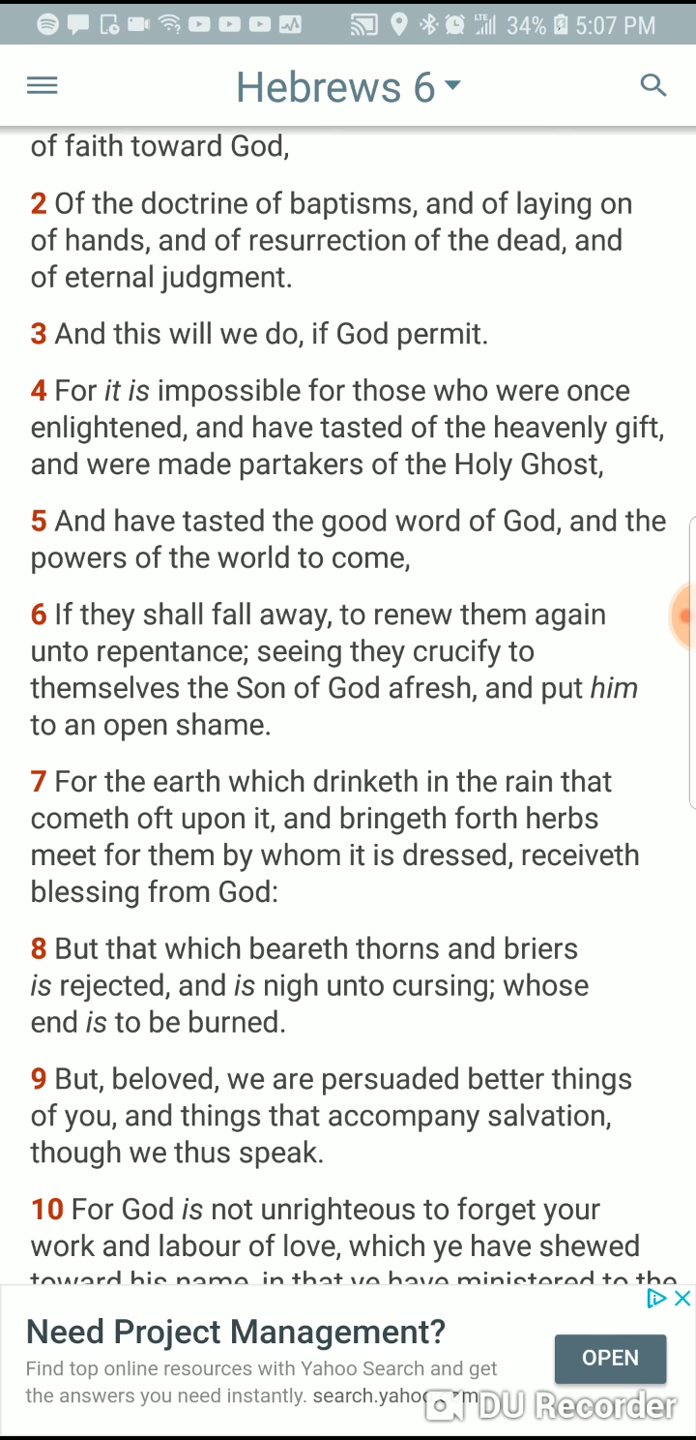 LTE 34% 5:07 PM
Hebrews 6
of faith toward God,
2 Of the doctrine of baptisms, and of laying on
of hands, and of resurrection of the dead, and
of eternal judgment.
3 And this will we do, if God permit.
4 For it is impossible for those who were once
enlightened, and have tasted of the heavenly gift,
and were made partakers of the Holy Ghost,
5 And have tasted the good word of God, and the
powers of the world to come,
6 If they shall fall away, to renew them again
unto repentance; seeing they crucify to
themselves the Son of God afresh, and put him
to an open shame.
7 For the earth which drinketh in the rain that
cometh oft upon it, and bringeth forth herbs
meet for them by whom it is dressed, receiveth
blessing from God:
8 But that which beareth thorns and briers
is rejected, and is nigh unto cursing; whose
end is to be burned.
9 But, beloved, we are persuaded better things
of you, and things that accompany salvation,
though we thus speak.
10 For God is not unrighteous to forget your
work and labour of love, which ye have shewed
toward his name, in that ye have ministered to the
Need Project Management?
Find top online resources with Yahoo Search and get
the answers you need instantly.
OPEN
DU Recorder